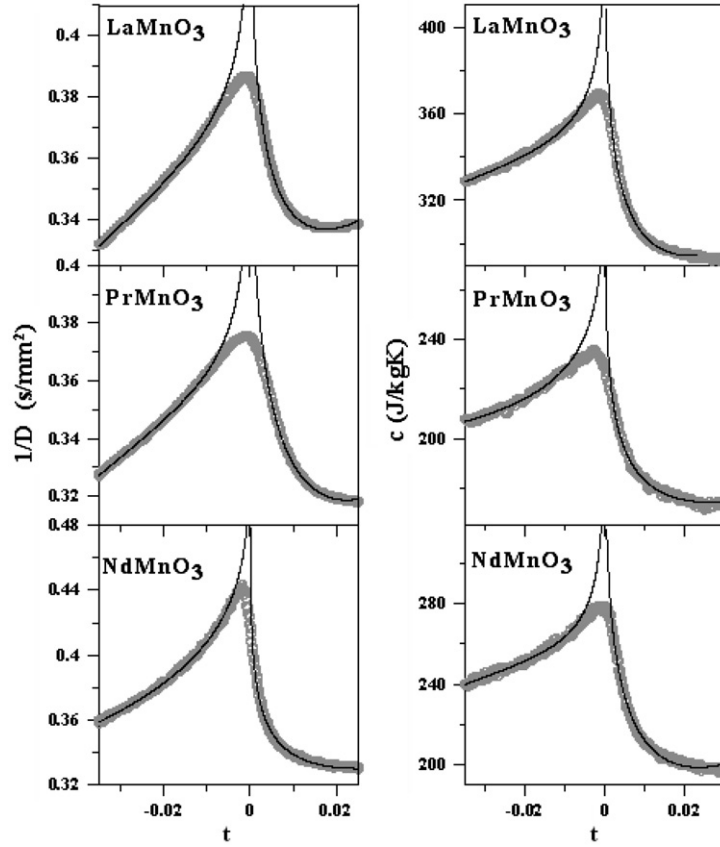 0.4
LaMnO₃
0.38
0.36
0.34
0.4
PrMnO₃
0.38
0.36
0.34
0.32
0.48
NdMnO₃
0.44
0.4
0.36
0.32
-0.02 0 0.02
t
1/D (s/mm²)
400
LaMnO₃
360
320
PrMnO₃
240
200
NdMnO₃
280
240
200
-0.02 0 0.02
t
c (J/kgK)